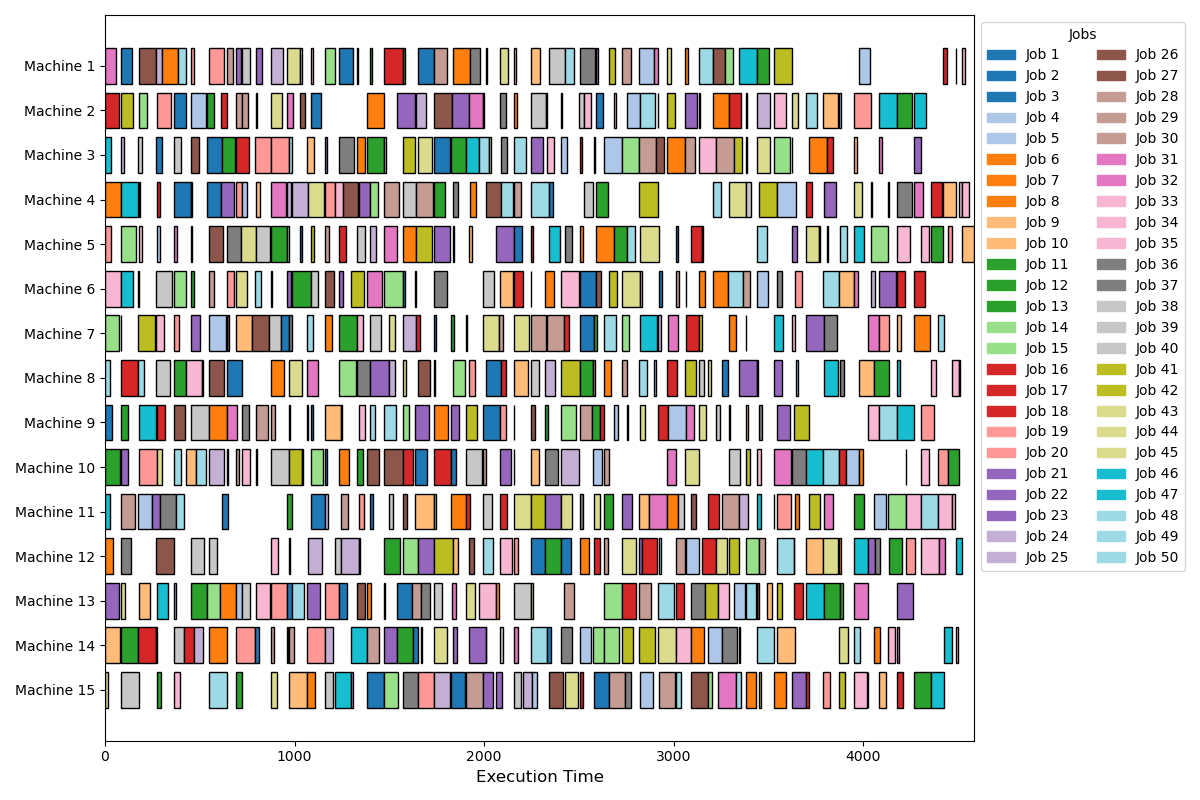 Machine 1
Machine 2
Machine 3
Machine 4
Machine 5
Machine 6
Machine 7
Machine 8
Machine 9
Machine 10
Machine 11
Machine 12
Machine 13
Machine 14
Machine 15
0 1000 2000 3000 4000
Execution Time
Jobs
Job 1 Job 26
Job 2 Job 27
Job 3 Job 28
Job 4 Job 29
Job 5 Job 30
Job 6 Job 31
Job 7 Job 32
Job 8 Job 33
Job 9 Job 34
Job 10 Job 35
Job 11 Job 36
Job 12 Job 37
Job 13 Job 38
Job 14 Job 39
Job 15 Job 40
Job 16 Job 41
Job 17 Job 42
Job 18 Job 43
Job 19 Job 44
Job 20 Job 45
Job 21 Job 46
Job 22 Job 47
Job 23 Job 48
Job 24 Job 49
Job 25 Job 50